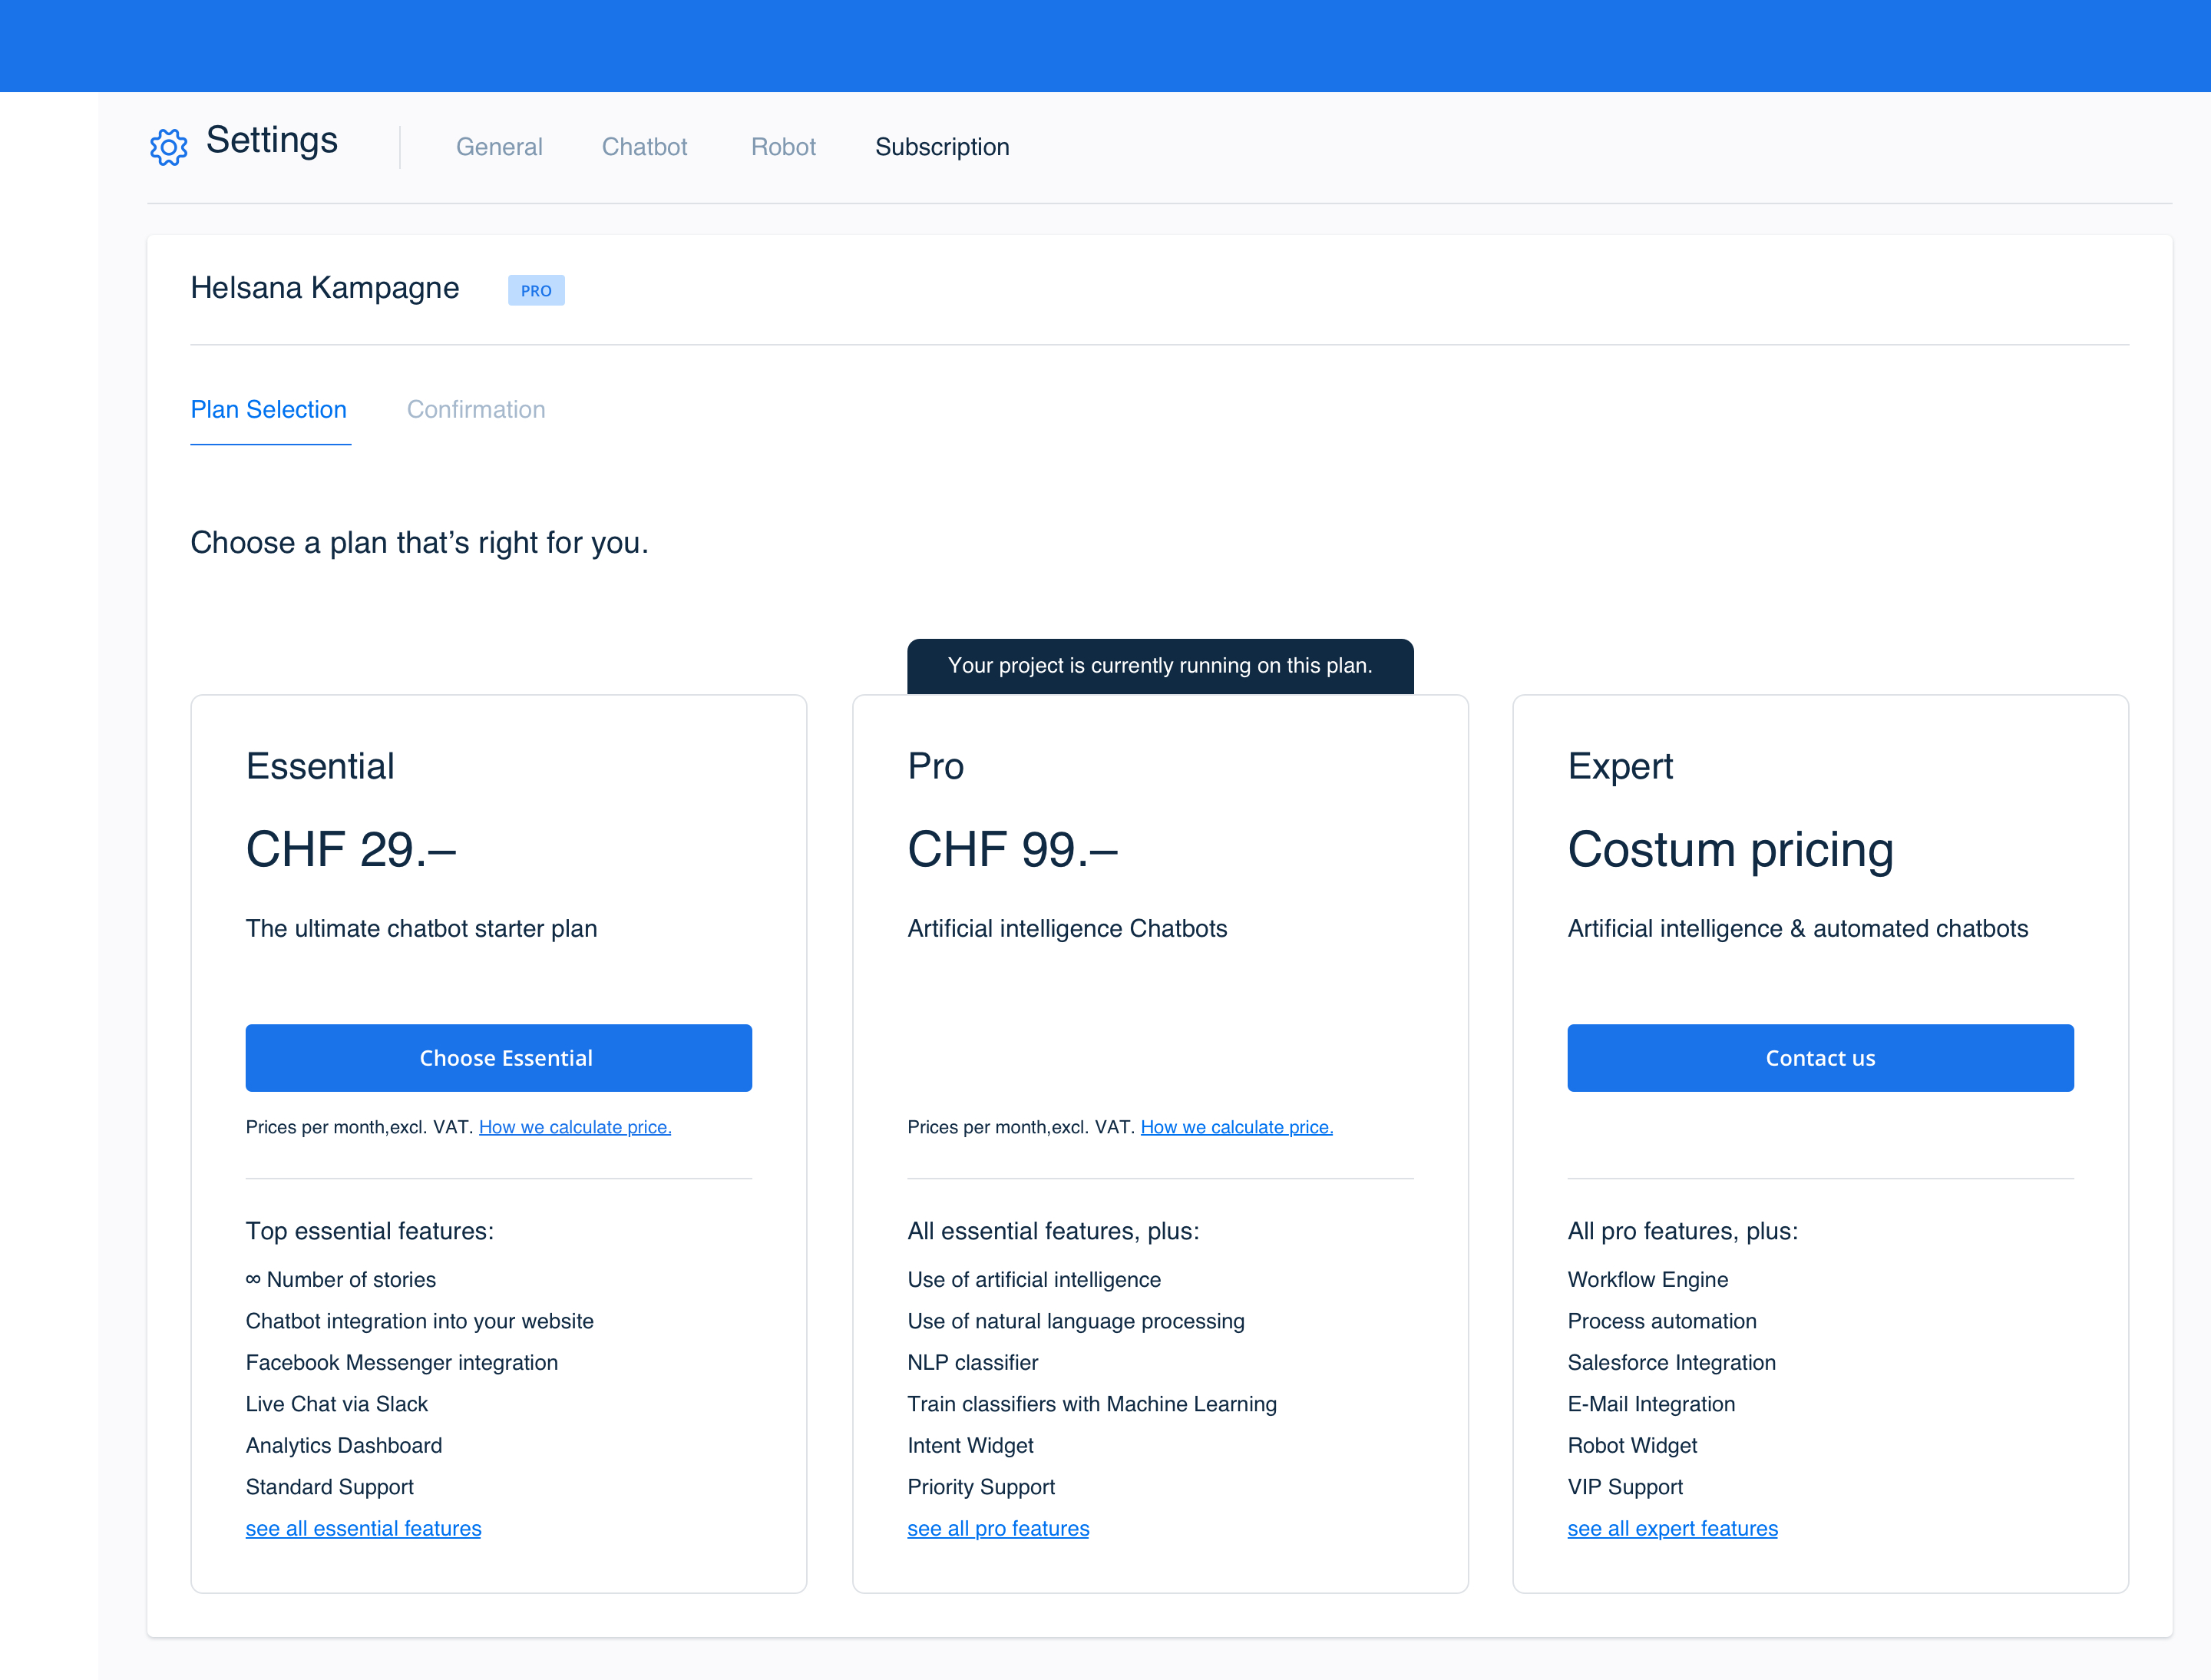 Settings
General
Chatbot
Robot
Subscription
Helsana Kampagne
PRO
Plan Selection
Confirmation
Choose a plan that’s right for you.
Your project is currently running on this plan.
Essential
CHF 29.–
The ultimate chatbot starter plan
Choose Essential
Prices per month,excl. VAT. How we calculate price.
Top essential features:
∞ Number of stories
Chatbot integration into your website
Facebook Messenger integration
Live Chat via Slack
Analytics Dashboard
Standard Support
see all essential features
Pro
CHF 99.–
Artificial intelligence Chatbots
Prices per month,excl. VAT. How we calculate price.
All essential features, plus:
Use of artificial intelligence
Use of natural language processing
NLP classifier
Train classifiers with Machine Learning
Intent Widget
Priority Support
see all pro features
Expert
Costum pricing
Artificial intelligence & automated chatbots
Contact us
All pro features, plus:
Workflow Engine
Process automation
Salesforce Integration
E-Mail Integration
Robot Widget
VIP Support
see all expert features